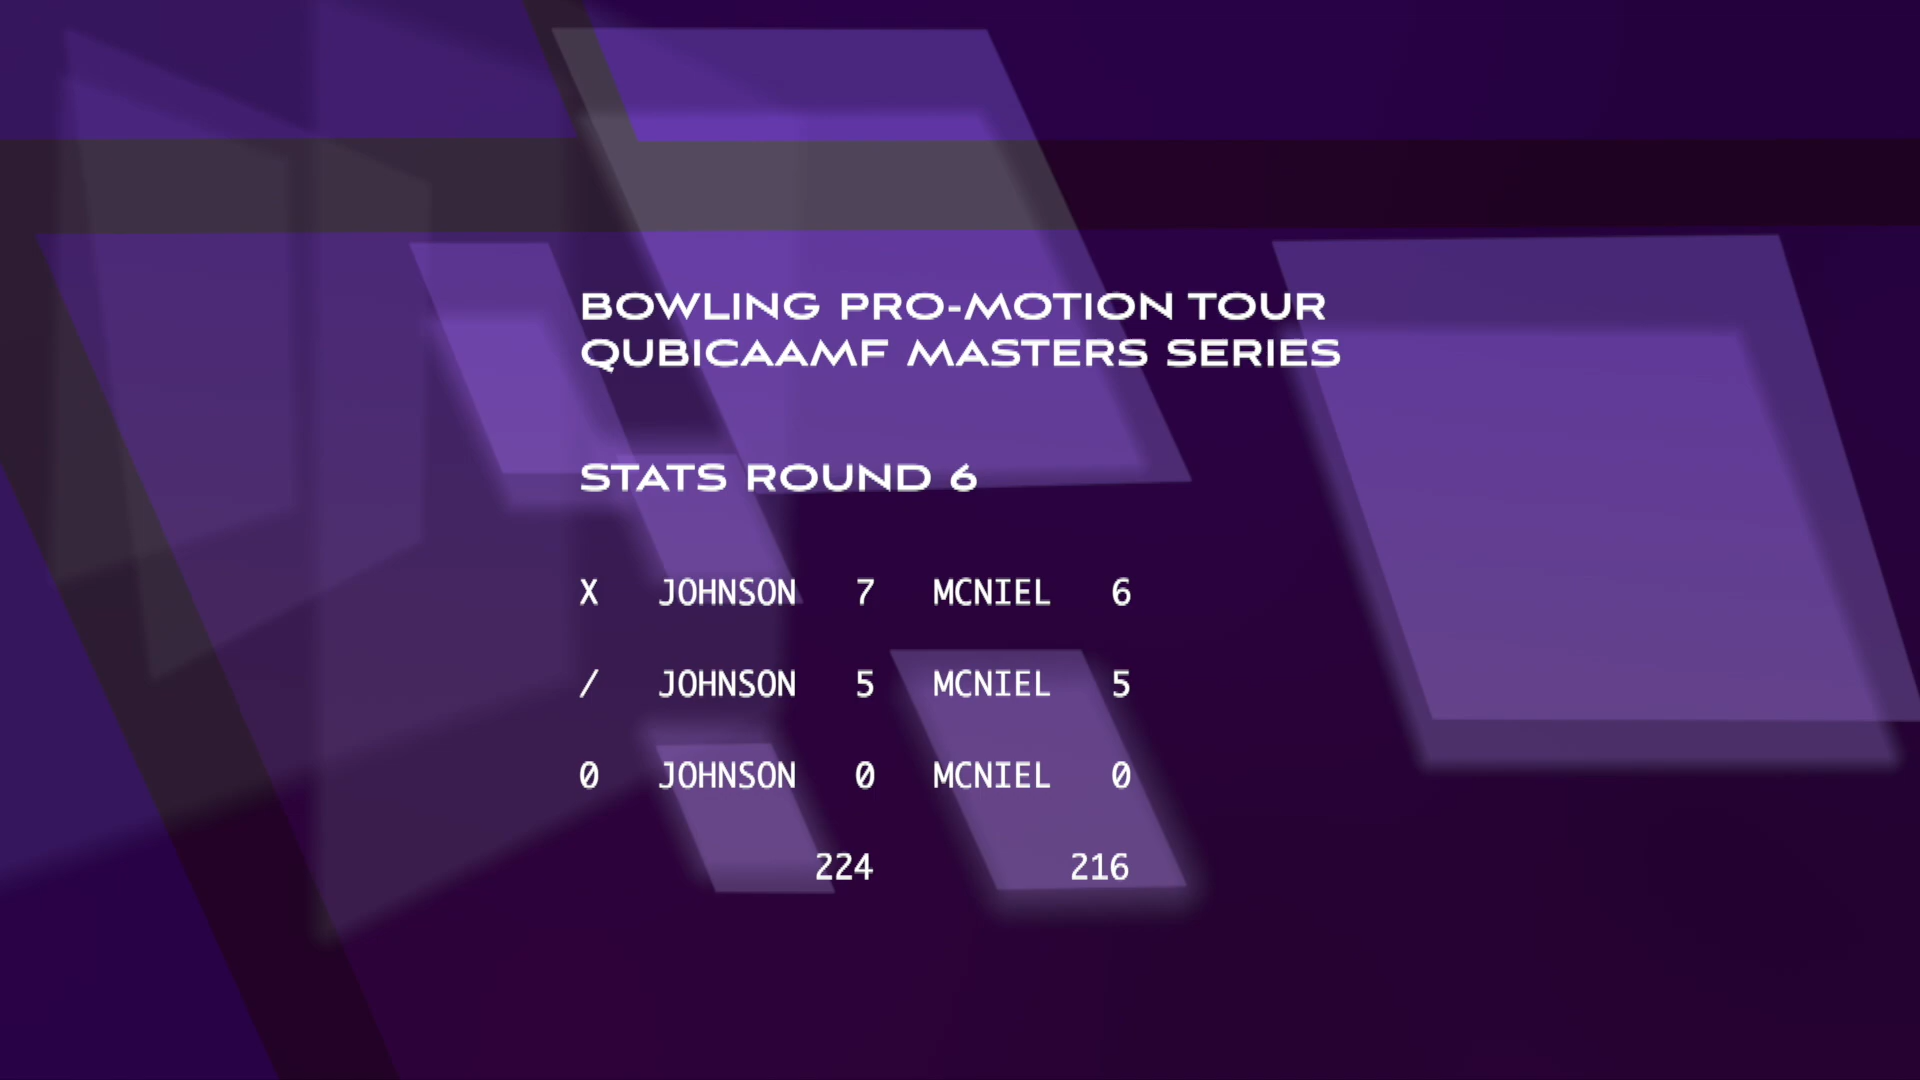 BOWLING PRO-MOTION TOUR
QUBICAAMF MASTERS SERIES
STATS ROUND 6
X JOHNSON 7 MCNIEL 6
/ JOHNSON 5 MCNIEL 5
0 JOHNSON 0 MCNIEL 0
224 216